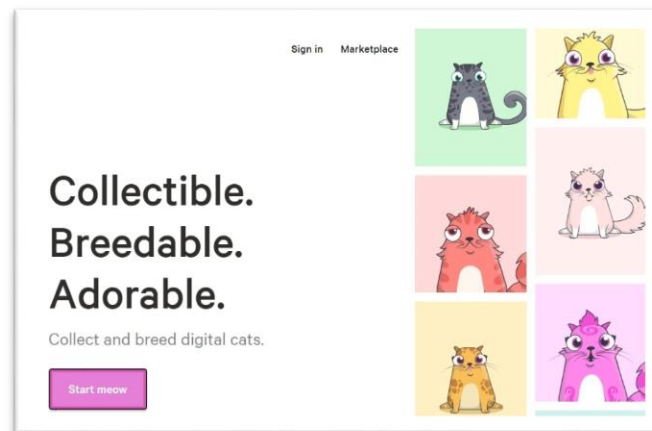 Sign in Marketplace
Collectible.
Breedable.
Adorable.
Collect and breed digital cats.
Start meow